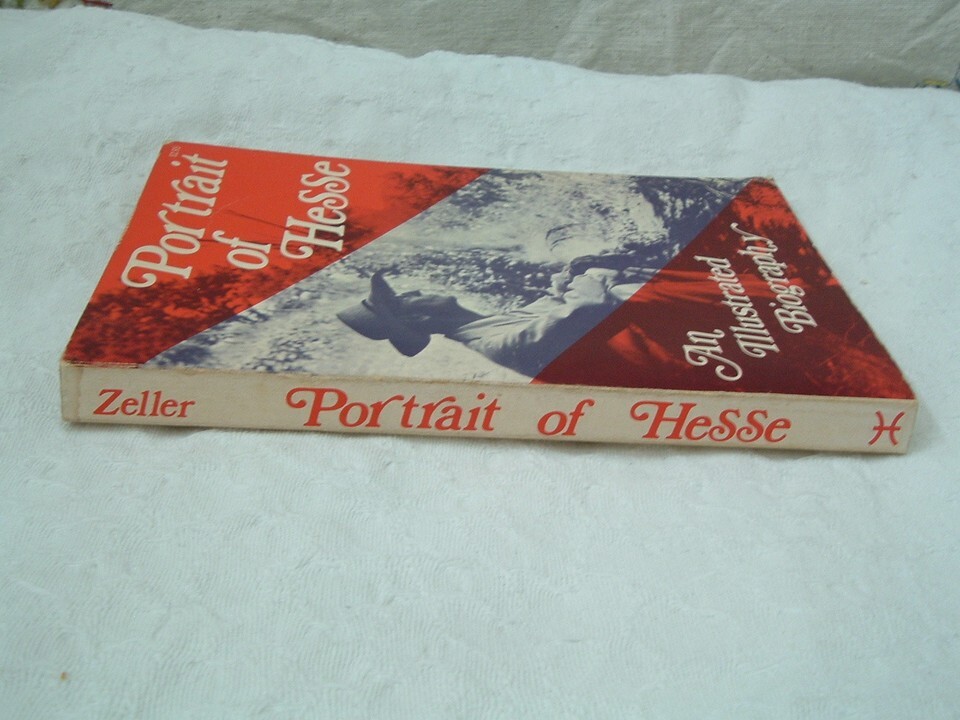 Portrait
of
Hesse
An
Illustrated
Biography
Zeller Portrait of Hesse